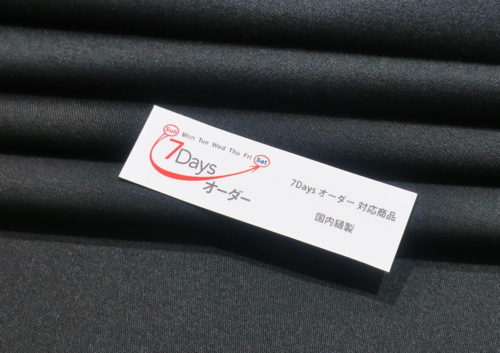 Sun Mon Tue Wed Thu Fri Sat
7Days
オーダー
7Days オーダー 対応商品
国内縫製